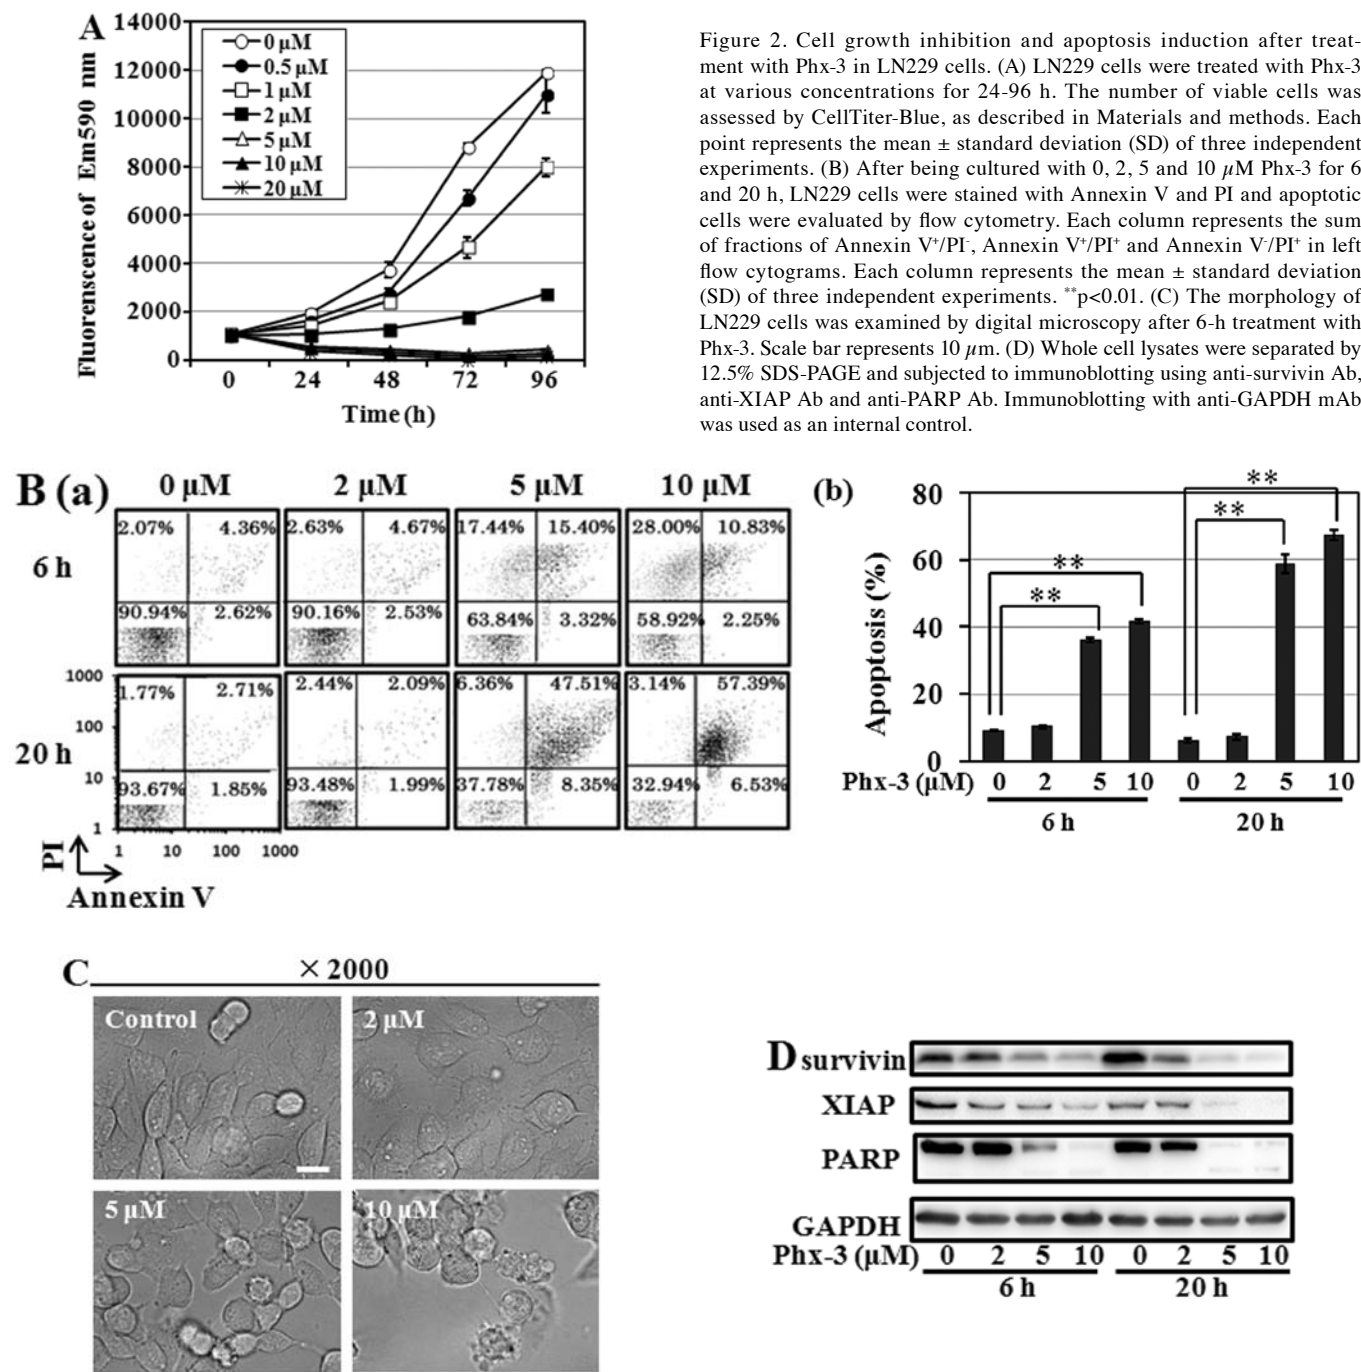 A
14000
12000
10000
8000
6000
4000
2000
0
Fluorescence of Em590 nm
0 µM
0.5 µM
1 µM
2 µM
5 µM
10 µM
20 µM
0 24 48 72 96
Time (h)
Figure 2. Cell growth inhibition and apoptosis induction after treat-
ment with Phx-3 in LN229 cells. (A) LN229 cells were treated with Phx-3
at various concentrations for 24-96 h. The number of viable cells was
assessed by CellTiter-Blue, as described in Materials and methods. Each
point represents the mean ± standard deviation (SD) of three independent
experiments. (B) After being cultured with 0, 2, 5 and 10 µM Phx-3 for 6
and 20 h, LN229 cells were stained with Annexin V and PI and apoptotic
cells were evaluated by flow cytometry. Each column represents the sum
of fractions of Annexin V⁺/PI⁻, Annexin V⁺/PI⁺ and Annexin V⁻/PI⁺ in left
flow cytograms. Each column represents the mean ± standard deviation
(SD) of three independent experiments. **p<0.01. (C) The morphology of
LN229 cells was examined by digital microscopy after 6-h treatment with
Phx-3. Scale bar represents 10 µm. (D) Whole cell lysates were separated by
12.5% SDS-PAGE and subjected to immunoblotting using anti-survivin Ab,
anti-XIAP Ab and anti-PARP Ab. Immunoblotting with anti-GAPDH mAb
was used as an internal control.
B (a) 0 µM 2 µM 5 µM 10 µM
2.07% 4.36% 2.63% 4.67% 17.44% 15.40% 28.00% 10.83%
6 h
90.94% 2.62% 90.16% 2.53% 63.84% 3.32% 58.92% 2.25%
1000
1.77% 2.71% 2.44% 2.09% 6.36% 47.51% 3.14% 57.39%
100
20 h
10
93.67% 1.85% 93.48% 1.99% 37.78% 8.35% 32.94% 6.53%
1
1 10 100 1000
PI
Annexin V
(b)
80
60
40
20
0
Apoptosis (%)
** ** ** **
Phx-3 (µM) 0 2 5 10 0 2 5 10
6 h 20 h
C × 2000
Control 2 µM
5 µM 10 µM
D survivin
XIAP
PARP
GAPDH
Phx-3 (µM) 0 2 5 10 0 2 5 10
6 h 20 h